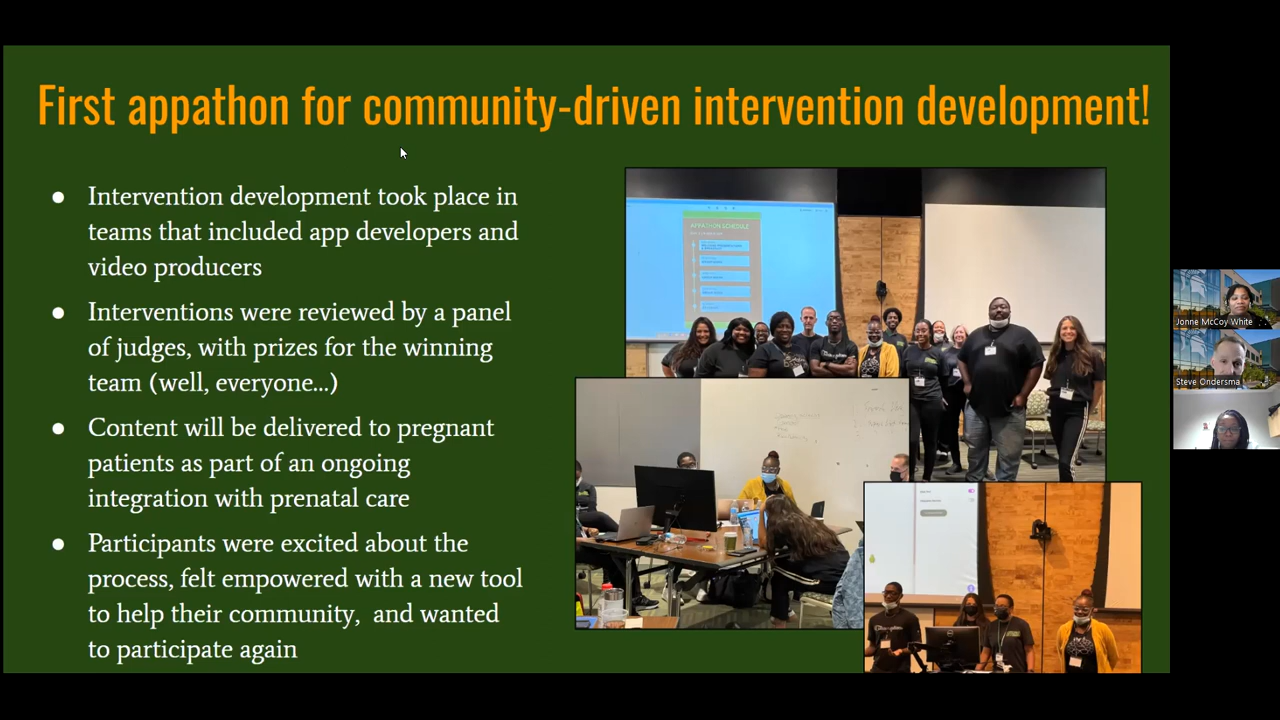 First appathon for community-driven intervention development!
● Intervention development took place in
teams that included app developers and
video producers
● Interventions were reviewed by a panel
of judges, with prizes for the winning
team (well, everyone...)
● Content will be delivered to pregnant
patients as part of an ongoing
integration with prenatal care
● Participants were excited about the
process, felt empowered with a new tool
to help their community, and wanted
to participate again
APPATHON SCHEDULE
Jonne McCoy White
Steve Ondersma